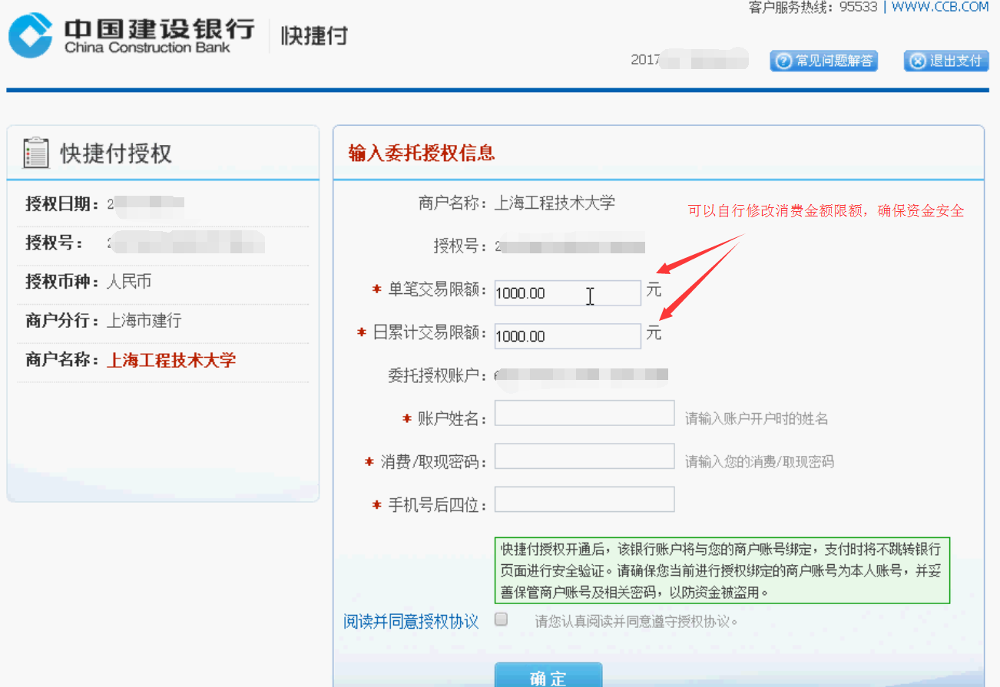 客户服务热线：95533 | WWW.CCB.COM
中国建设银行
China Construction Bank
快捷付
2017
常见问题解答
退出支付
快捷付授权
授权日期：2
授权号：
授权币种：人民币
商户分行：上海市建行
商户名称：上海工程技术大学
输入委托授权信息
商户名称：上海工程技术大学
可以自行修改消费金额限额，确保资金安全
授权号：2
* 单笔交易限额：1000.00 元
* 日累计交易限额：1000.00 元
委托授权账户：
* 账户姓名： 请输入账户开户时的姓名
* 消费/取现密码： 请输入您的消费/取现密码
* 手机号后四位：
快捷付授权开通后，该银行账户将与您的商户账号绑定，支付时将不跳转银行
页面进行安全验证。请确保您当前进行授权绑定的商户账号为本人账号，并妥
善保管商户账号及相关密码，以防资金被盗用。
阅读并同意授权协议 请您认真阅读并同意遵守授权协议。
确定